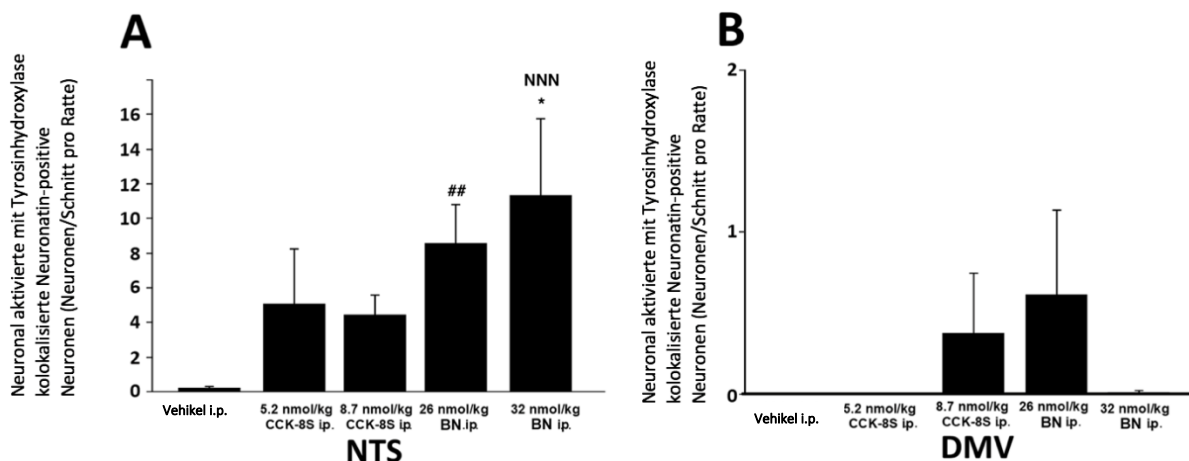 A
Neuronal aktivierte mit Tyrosinhydroxylase
kolokalisierte Neuronatin-positive
Neuronen (Neuronen/Schnitt pro Ratte)
16
14
12
10
8
6
4
2
0
##
NNN
*
Vehikel i.p.
5.2 nmol/kg
CCK-8S ip.
8.7 nmol/kg
CCK-8S ip
26 nmol/kg
BN.ip.
32 nmol/kg
BN ip.
NTS
B
Neuronal aktivierte mit Tyrosinhydroxylase
kolokalisierte Neuronatin-positive
Neuronen (Neuronen/Schnitt pro Ratte)
2
1
0
Vehikel i.p.
5.2 nmol/kg
CCK-8S ip.
8.7 nmol/kg
CCK-8S ip.
26 nmol/kg
BN ip.
32 nmol/kg
BN ip.
DMV